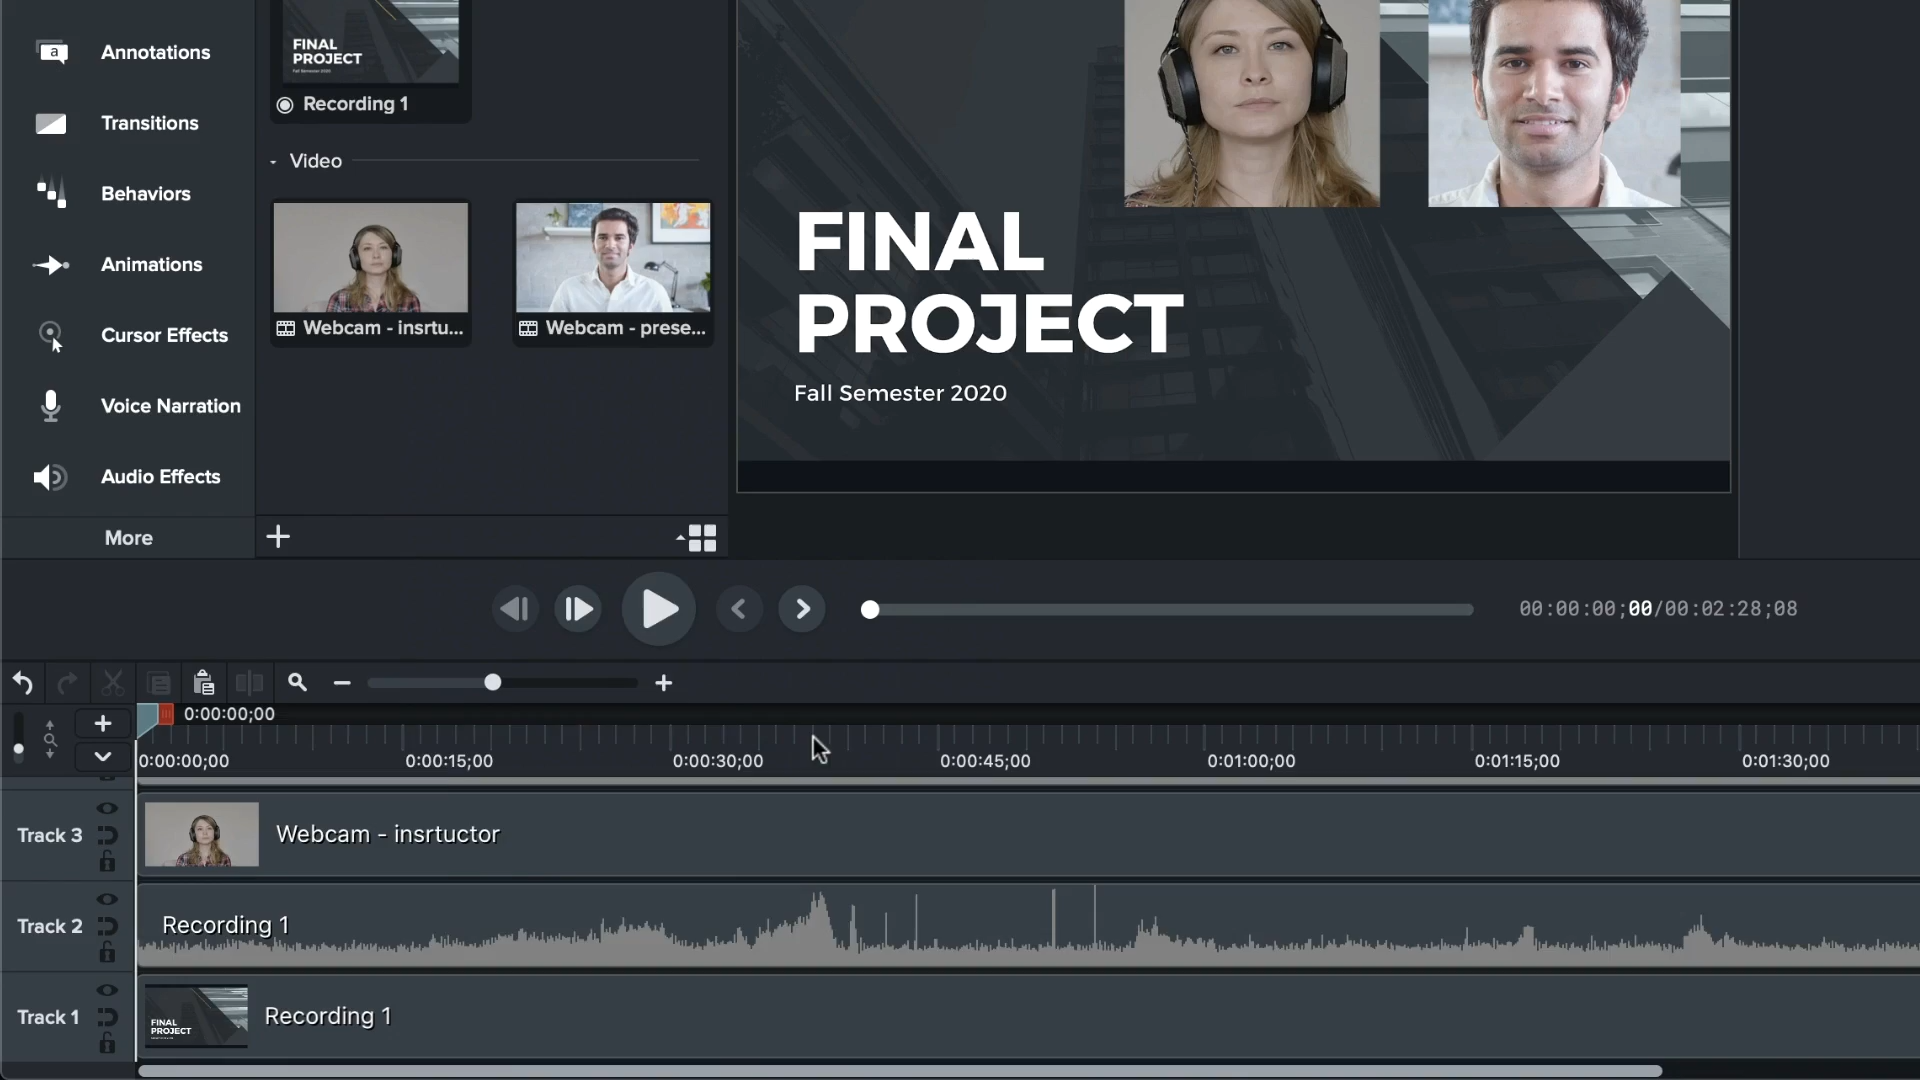 Annotations
Transitions
Behaviors
Animations
Cursor Effects
Voice Narration
Audio Effects
More
FINAL
PROJECT
Fall Semester 2020
Recording 1
Video
Webcam - insrtu...
Webcam - prese...
FINAL
PROJECT
Fall Semester 2020
00:00:00;00/00:02:28;08
0:00:00;00
0:00:00;00
0:00:15;00
0:00:30;00
0:00:45;00
0:01:00;00
0:01:15;00
0:01:30;00
Track 3
Webcam - insrtuctor
Track 2
Recording 1
Track 1
FINAL
PROJECT
Recording 1